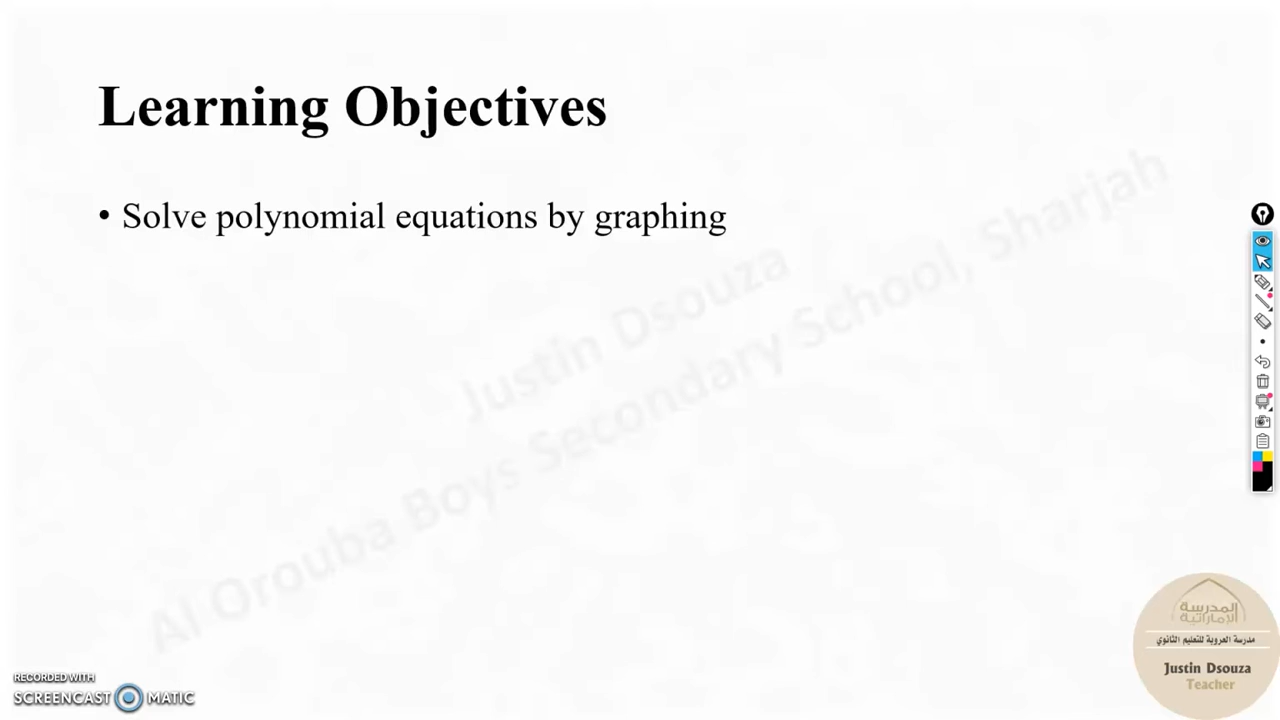 Learning Objectives
• Solve polynomial equations by graphing
Justin Dsouza
Al Orouba Boys Secondary School, Sharjah
المدرسة
الإماراتية
مدرسة العروبة للتعليم الثانوي
Justin Dsouza
Teacher
RECORDED WITH
SCREENCAST MATIC